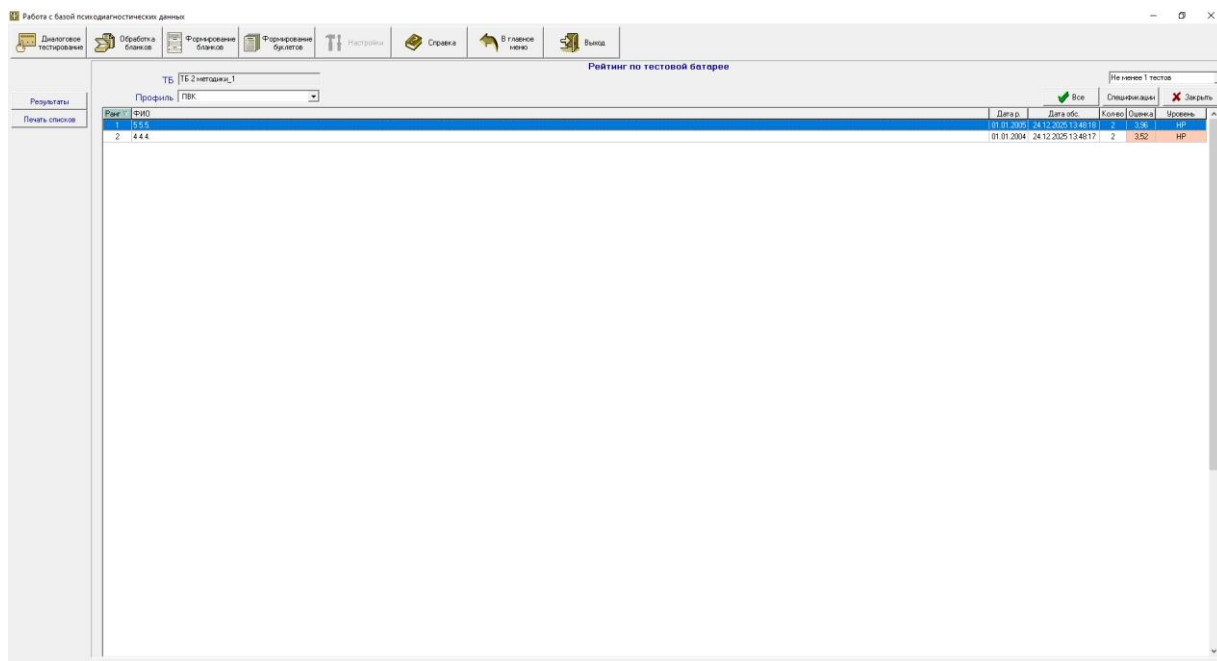 Работа с базой психодиагностических данных
Диалоговое тестирование
Обработка бланков
Формирование бланков
Формирование буклетов
Настройки
Справка
В главное меню
Выход
Рейтинг по тестовой батарее
ТБ ТБ 2 методики_1
Не менее 1 тестов
Профиль ПВК
Все Спецификации Закрыть
Результаты
Печать списков
Ранг ФИО Дата р. Дата обс. Кол-во Оценка Уровень
1 5 5 5. 01.01.2005 24.12.2025 13:48:18 2 3,96 НР
2 4 4 4. 01.01.2004 24.12.2025 13:48:17 2 3,52 НР